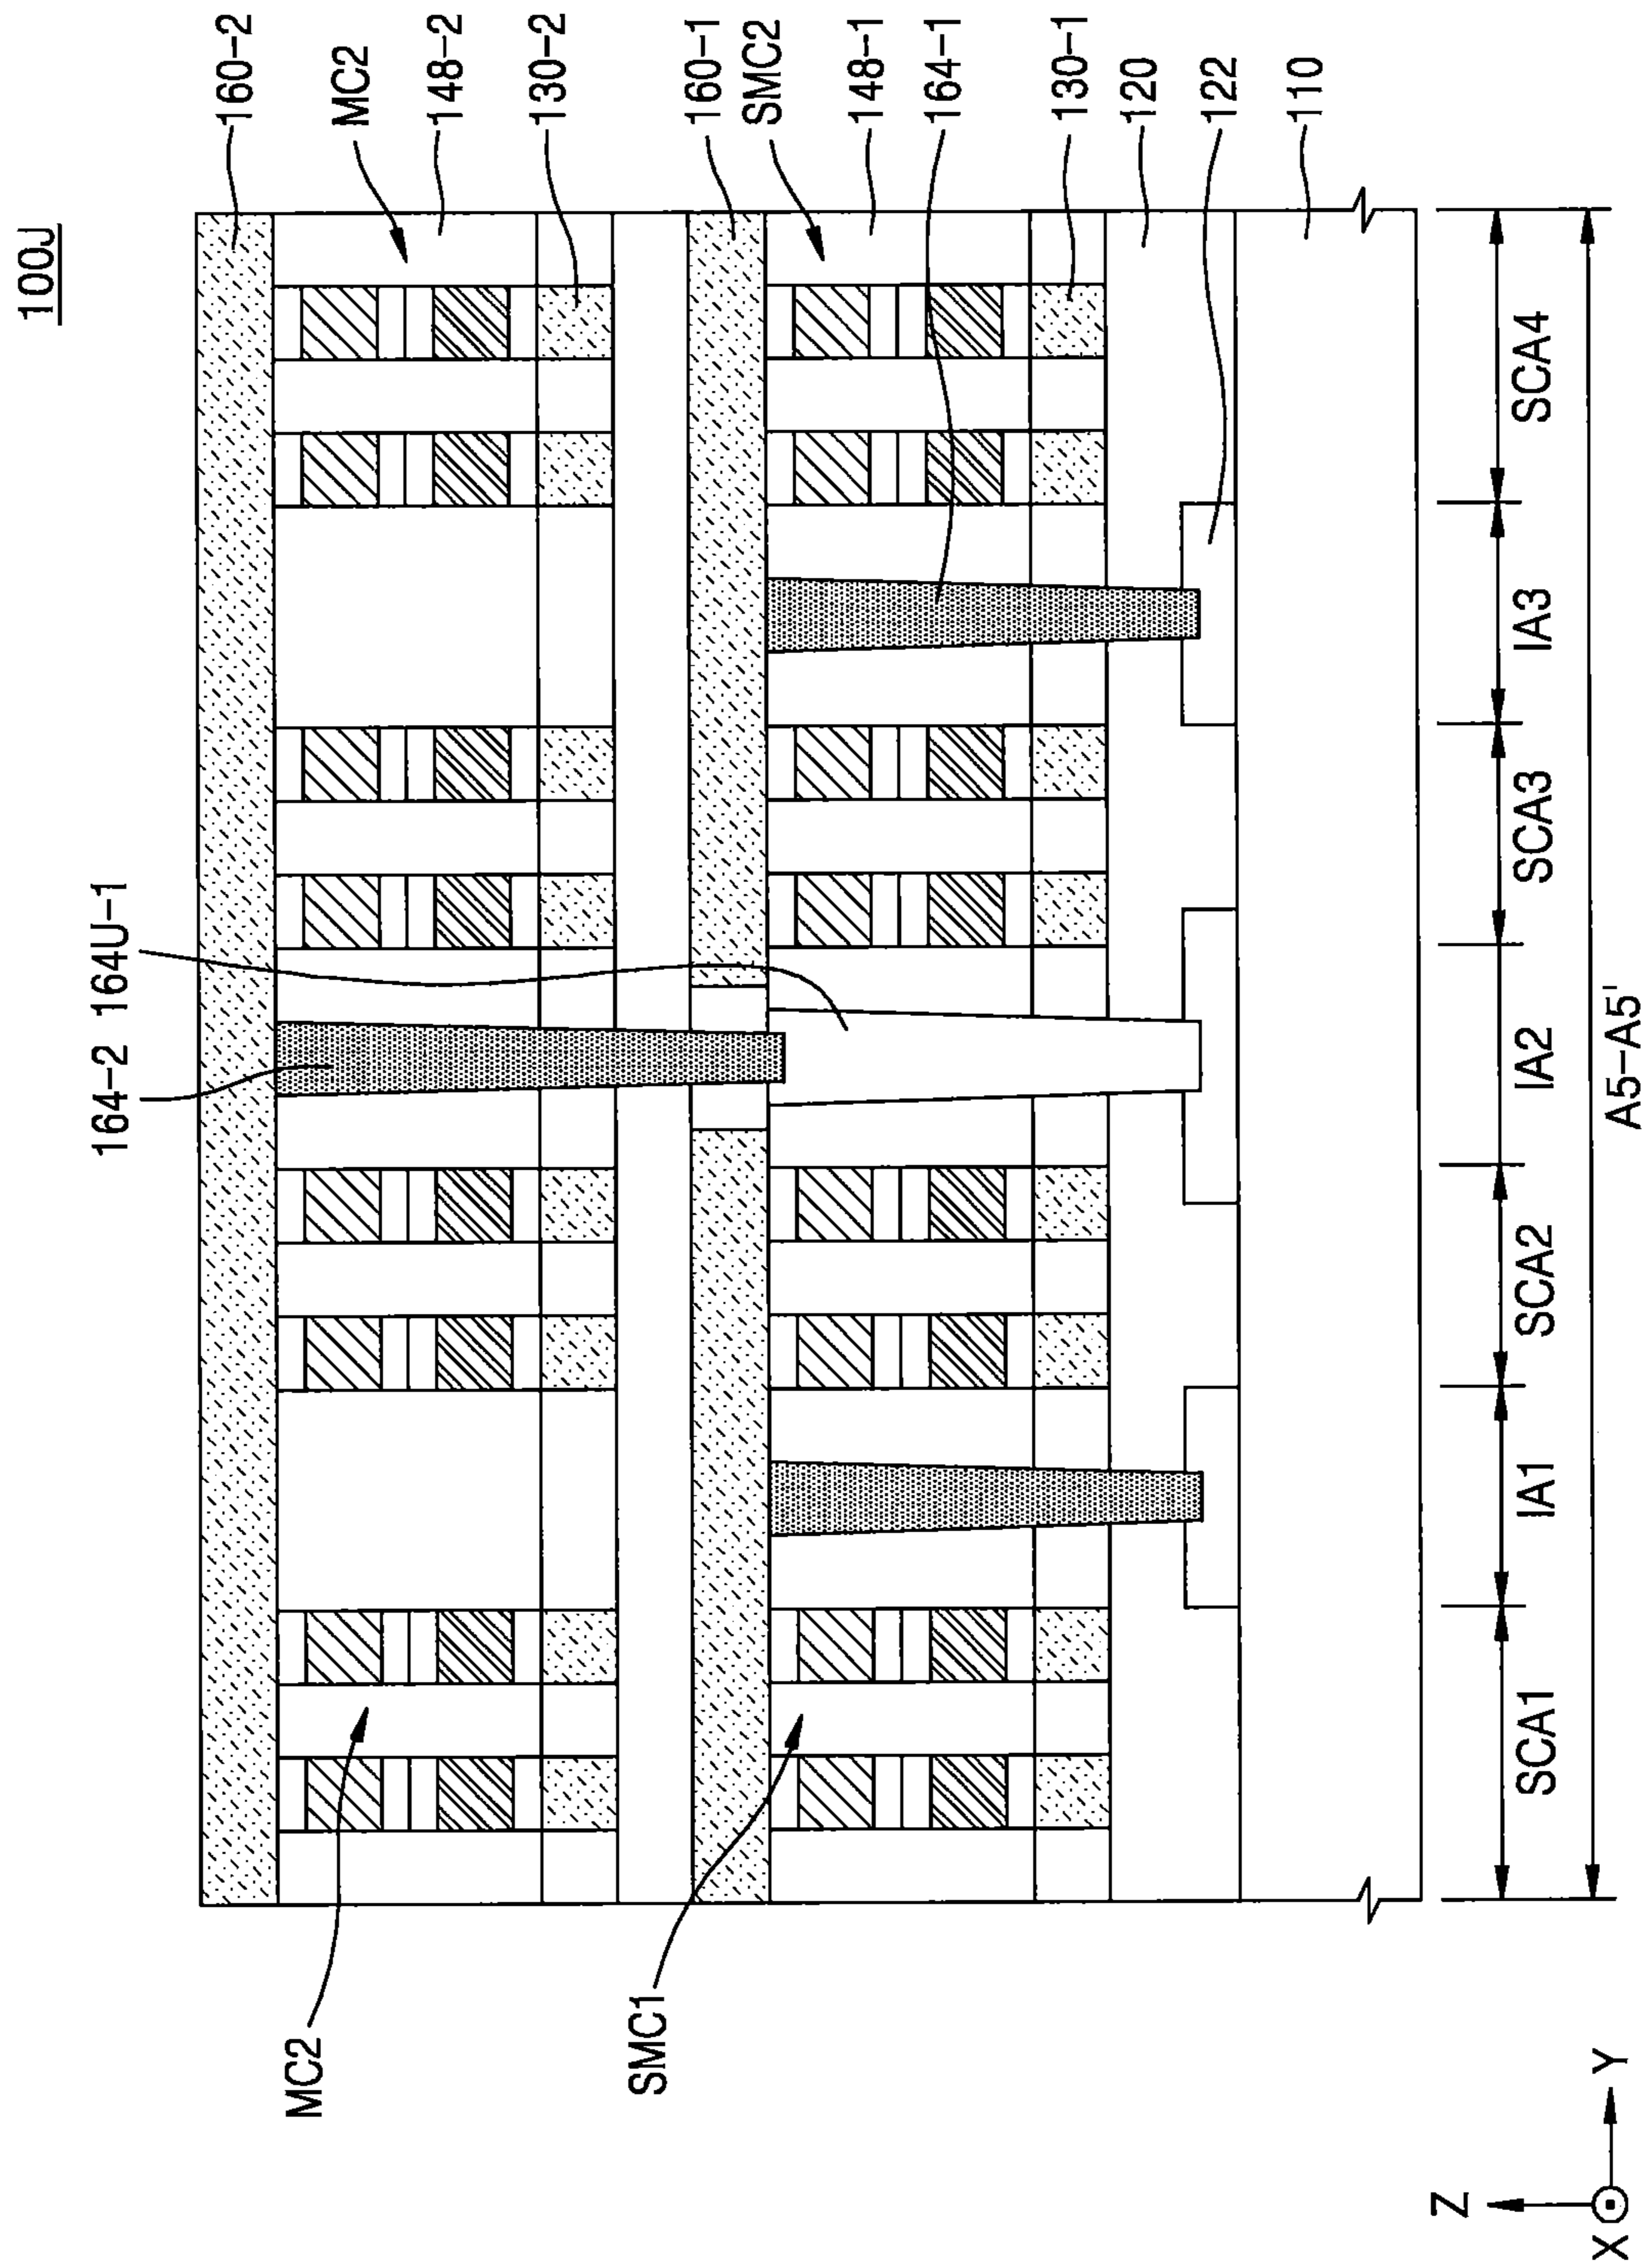 100J
164-2
164U-1
160-2
MC2
148-2
130-2
160-1
SMC2
148-1
164-1
130-1
120
122
110
MC2
SMC1
SCA1
IA1
SCA2
IA2
SCA3
IA3
SCA4
A5-A5'
Z
X
Y